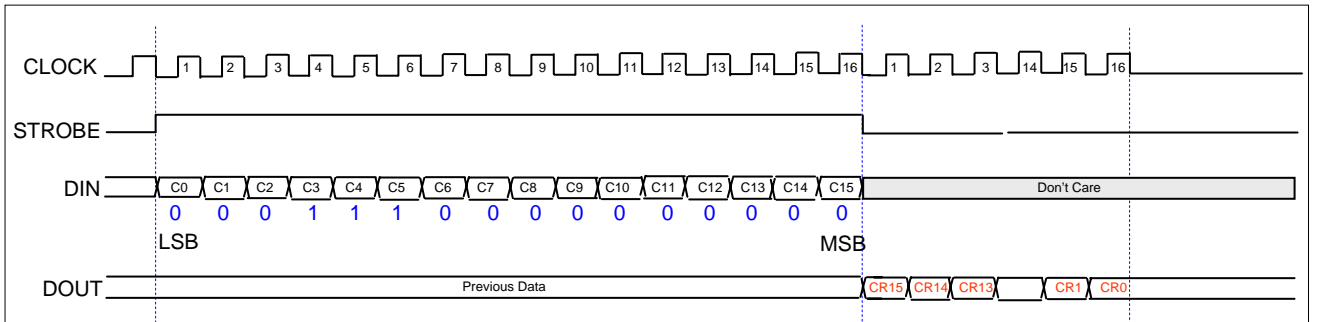 CLOCK 1 2 3 4 5 6 7 8 9 10 11 12 13 14 15 16 1 2 3 14 15 16
STROBE
DIN C0 C1 C2 C3 C4 C5 C6 C7 C8 C9 C10 C11 C12 C13 C14 C15 Don't Care
0 0 0 1 1 1 0 0 0 0 0 0 0 0 0 0
LSB MSB
DOUT Previous Data CR15 CR14 CR13 CR1 CR0